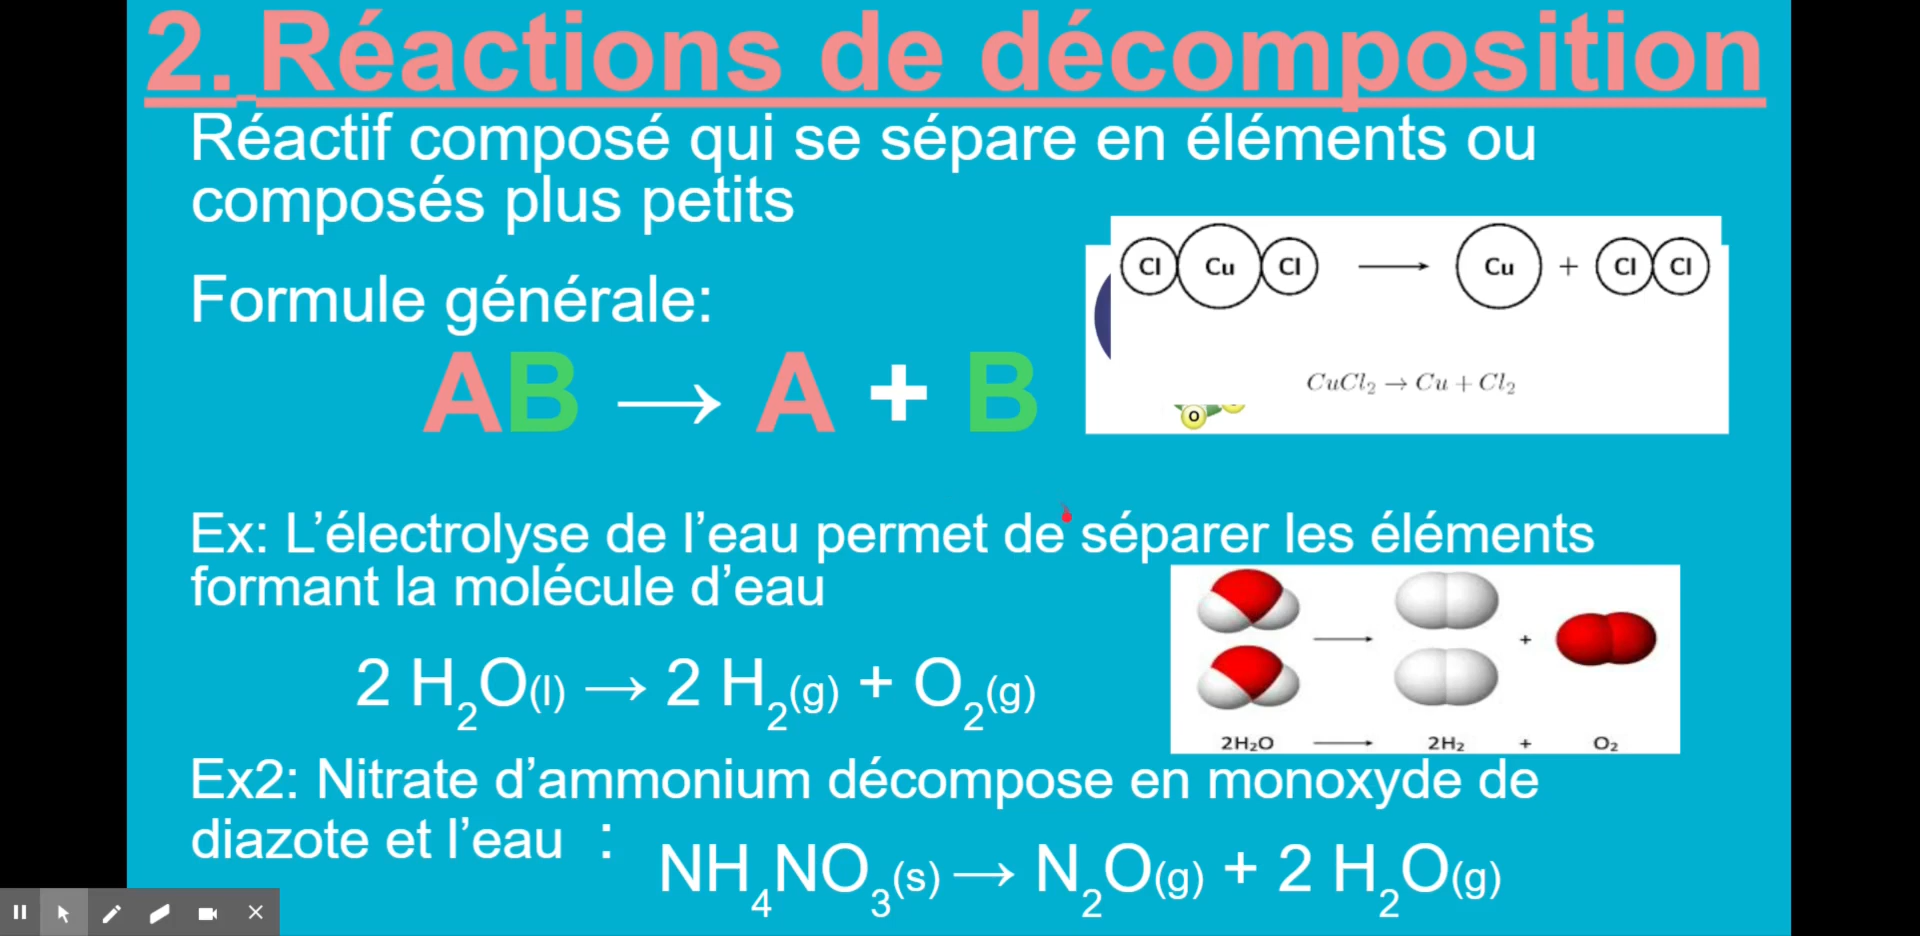 2. Réactions de décomposition
Réactif composé qui se sépare en éléments ou
composés plus petits
Cl Cu Cl → Cu + Cl Cl
Formule générale:
AB → A + B
CuCl₂ → Cu + Cl₂
O
Ex: L’électrolyse de l’eau permet de séparer les éléments
formant la molécule d’eau
2 H₂O(l) → 2 H₂(g) + O₂(g)
2H₂O → 2H₂ + O₂
Ex2: Nitrate d’ammonium décompose en monoxyde de
diazote et l’eau :
NH₄NO₃(s) → N₂O(g) + 2 H₂O(g)